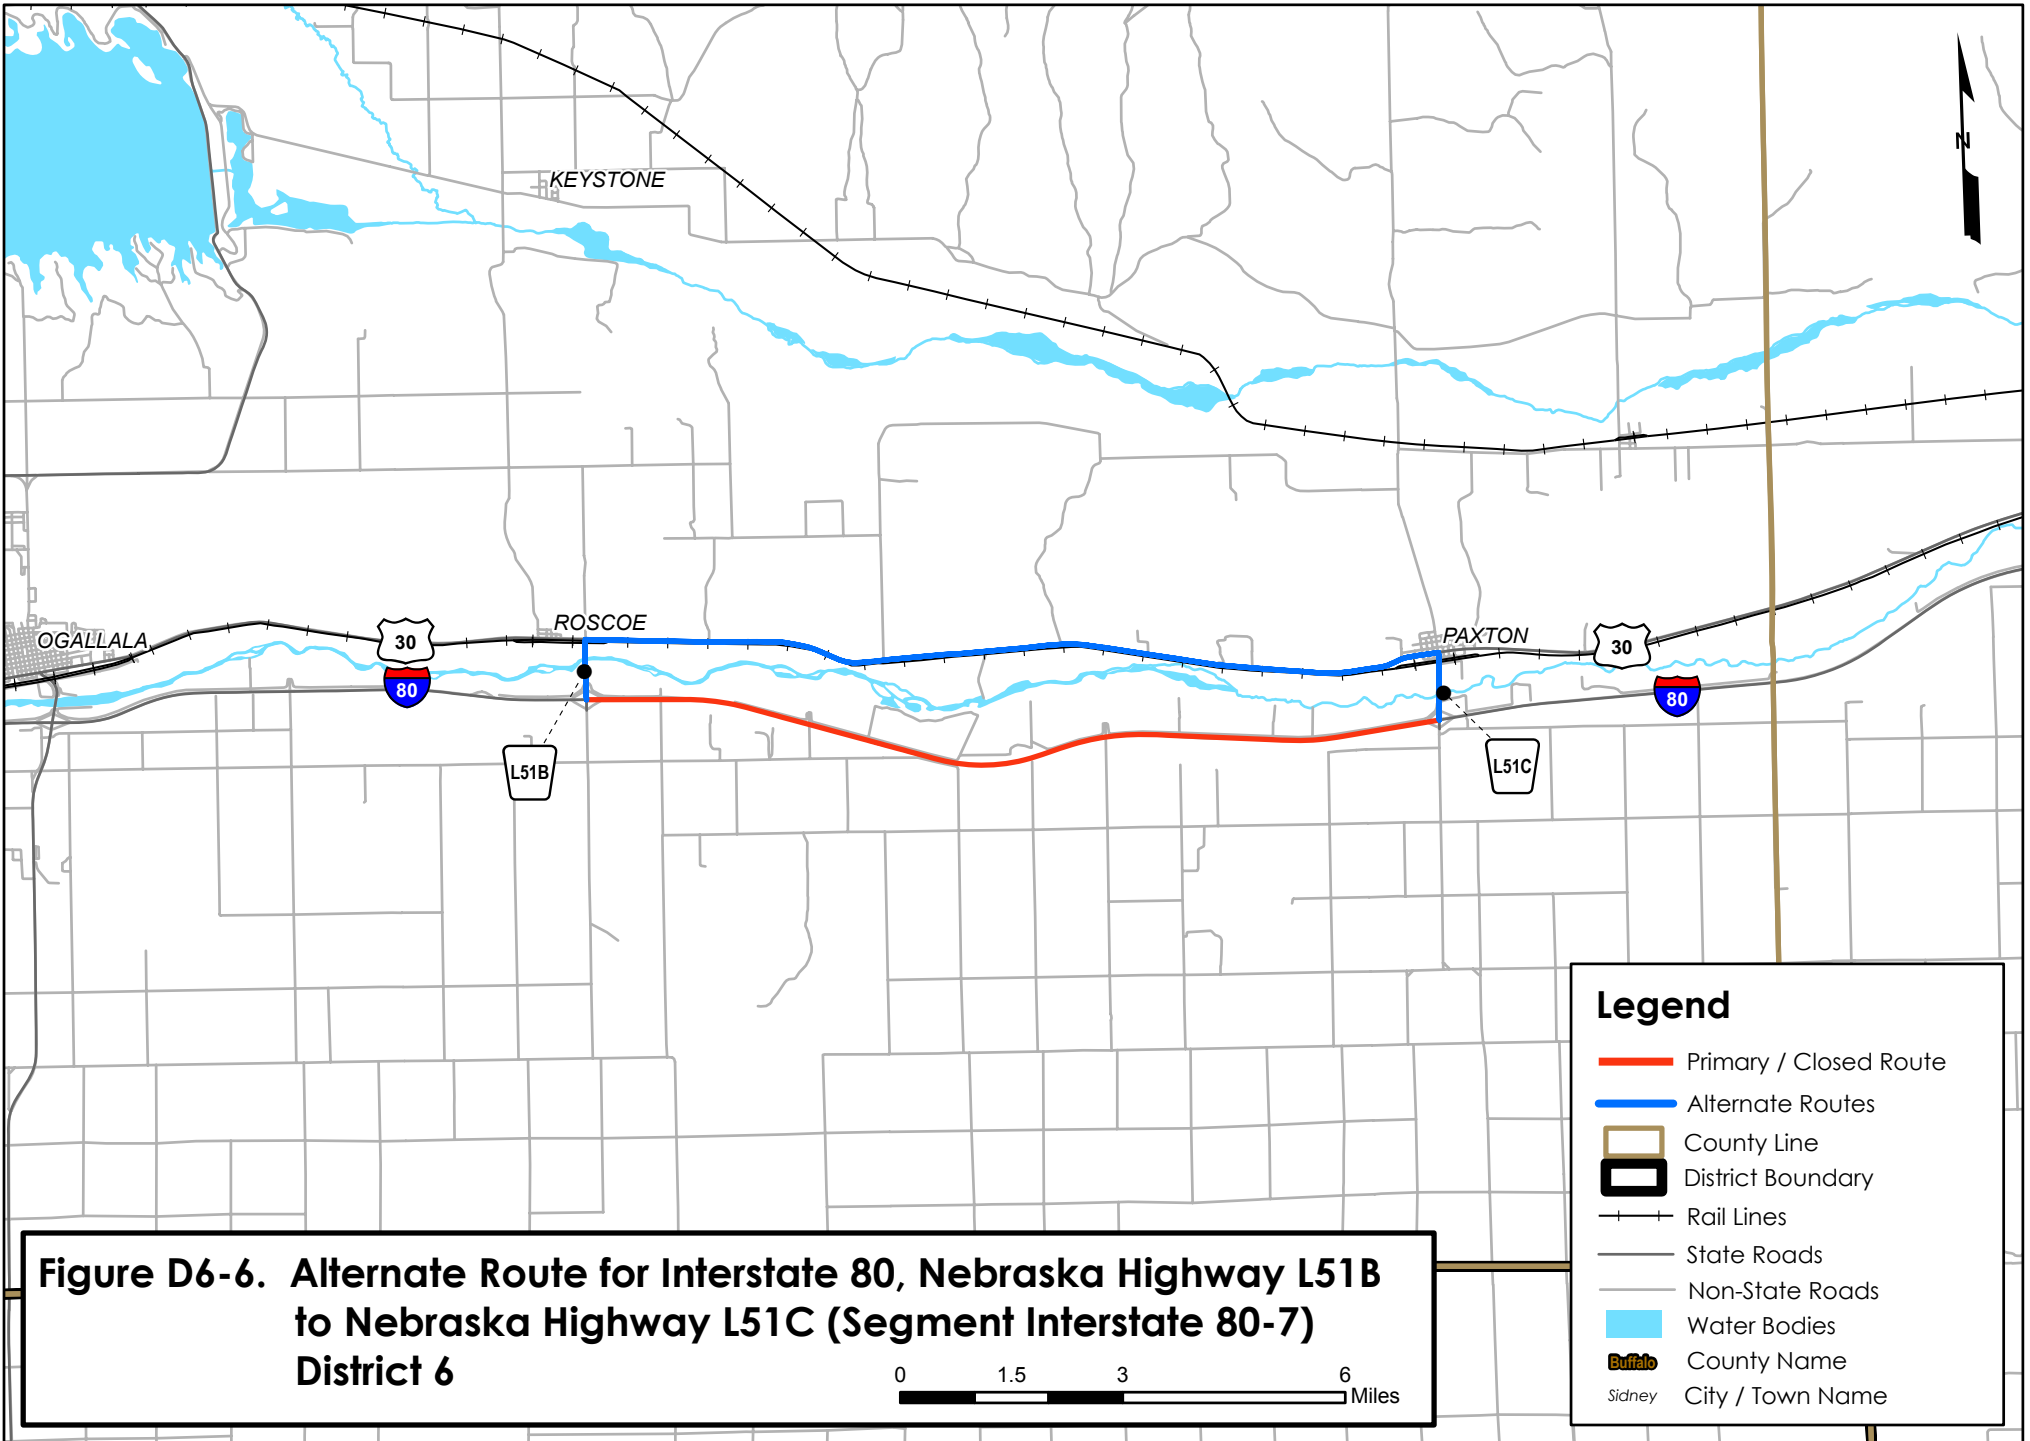 N
KEYSTONE
OGALLALA
30
80
ROSCOE
PAXTON
30
80
L51B
L51C
Legend
Primary / Closed Route
Alternate Routes
County Line
District Boundary
Rail Lines
State Roads
Non-State Roads
Water Bodies
Buffalo County Name
Sidney City / Town Name
Figure D6-6. Alternate Route for Interstate 80, Nebraska Highway L51B
to Nebraska Highway L51C (Segment Interstate 80-7)
District 6
0 1.5 3 6
Miles